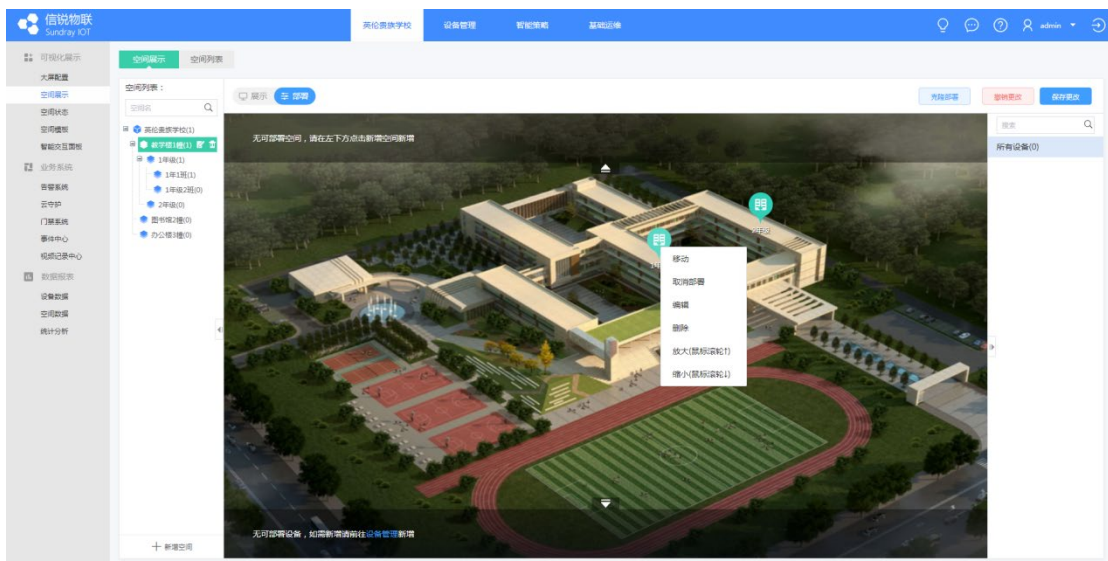 信锐物联
Sundray IOT
英伦贵族学校
设备管理
智能策略
基础运维
admin
可视化展示
大屏配置
空间展示
空间状态
空间模板
智能交互面板
业务系统
告警系统
云守护
门禁系统
事件中心
视频记录中心
数据报表
设备数据
空间数据
统计分析
空间展示
空间列表
空间列表：
空间名
英伦贵族学校(1)
教学楼1幢(1)
1年级(1)
1年1班(1)
1年级2班(0)
2年级(0)
图书馆2幢(0)
办公楼3幢(0)
新增空间
展示
部署
克隆部署
撤销更改
保存更改
无可部署空间，请在左下方点击新增空间新增
2年级
移动
取消部署
编辑
删除
放大(鼠标滚轮↑)
缩小(鼠标滚轮↓)
无可部署设备，如需新增请前往设备管理新增
搜索
所有设备(0)